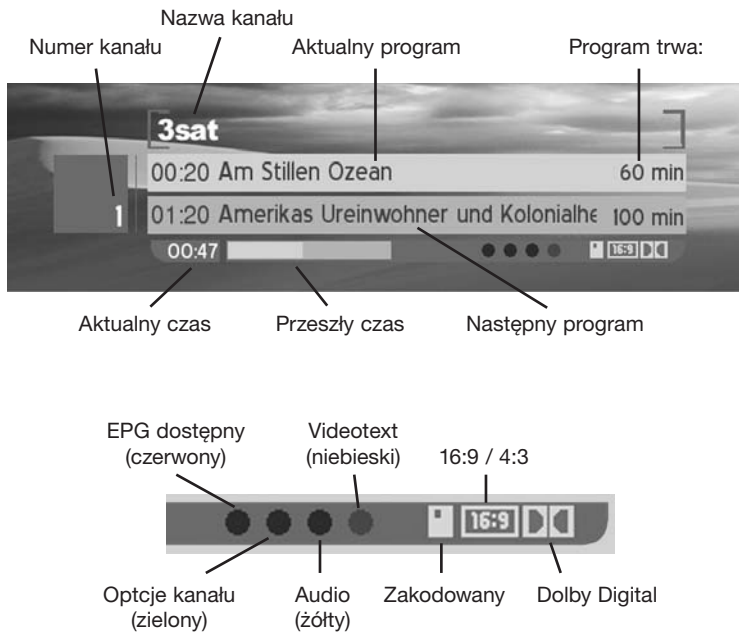 Nazwa kanału
Numer kanału
Aktualny program
Program trwa:
3sat
00:20 Am Stillen Ozean 60 min
1
01:20 Amerikas Ureinwohner und Kolonialhe 100 min
00:47
16:9
Aktualny czas
Przeszły czas
Następny program
EPG dostępny
(czerwony)
Videotext
(niebieski)
16:9 / 4:3
16:9
Optcje kanału
(zielony)
Audio
(żółty)
Zakodowany
Dolby Digital